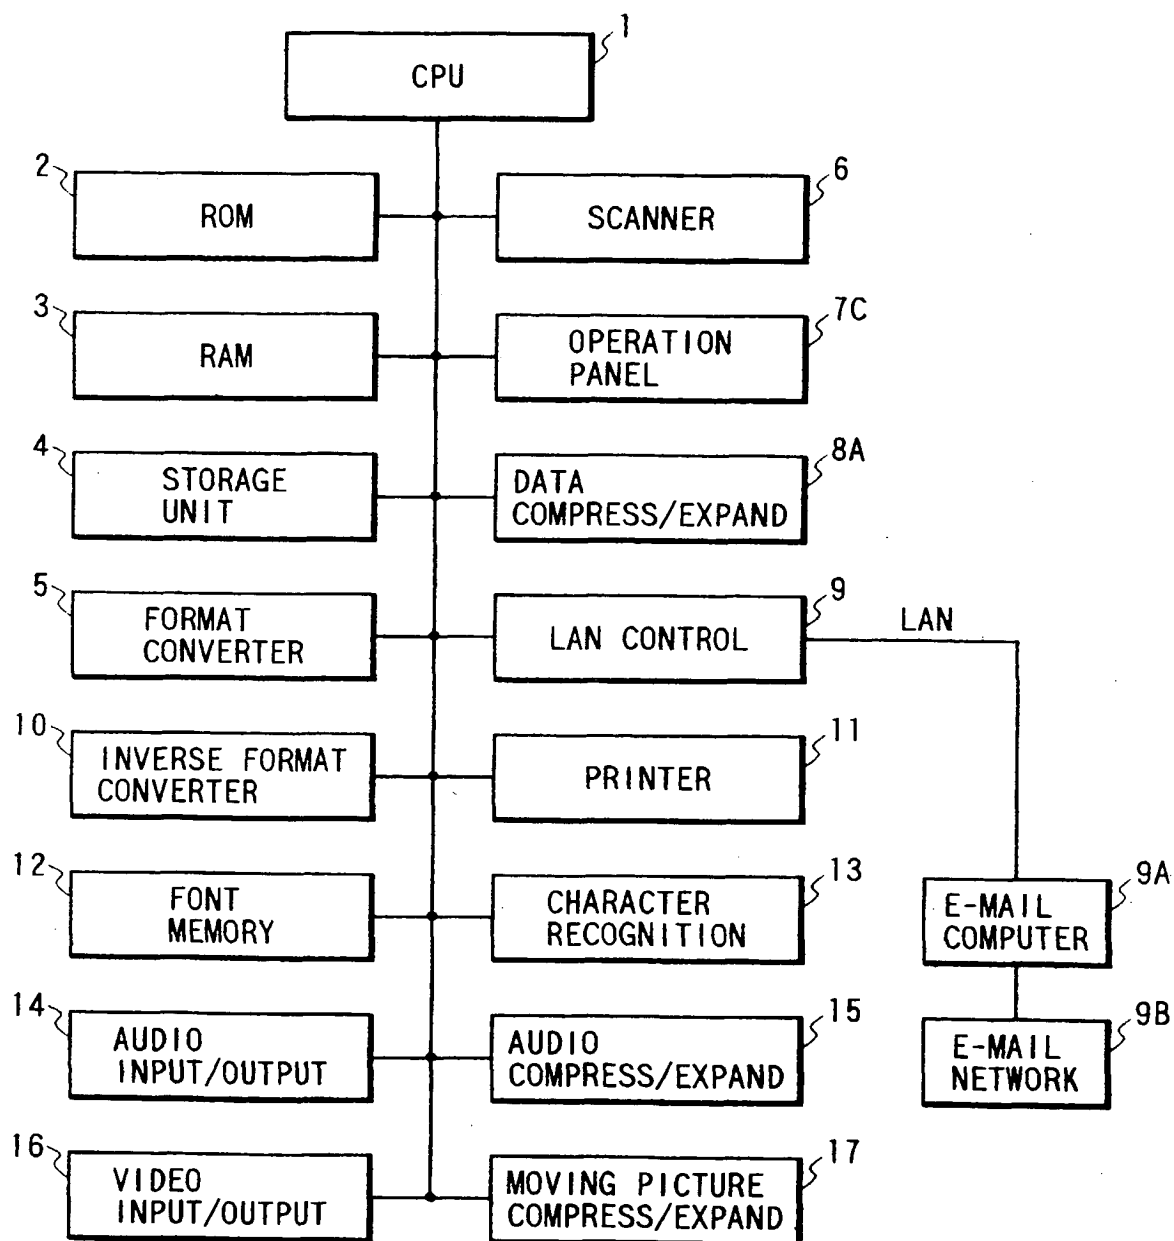 1
CPU
2
ROM
6
SCANNER
3
RAM
7C
OPERATION
PANEL
4
STORAGE
UNIT
8A
DATA
COMPRESS/EXPAND
5
FORMAT
CONVERTER
9
LAN CONTROL
LAN
10
INVERSE FORMAT
CONVERTER
11
PRINTER
12
FONT
MEMORY
13
CHARACTER
RECOGNITION
9A
E-MAIL
COMPUTER
14
AUDIO
INPUT/OUTPUT
15
AUDIO
COMPRESS/EXPAND
9B
E-MAIL
NETWORK
16
VIDEO
INPUT/OUTPUT
17
MOVING PICTURE
COMPRESS/EXPAND